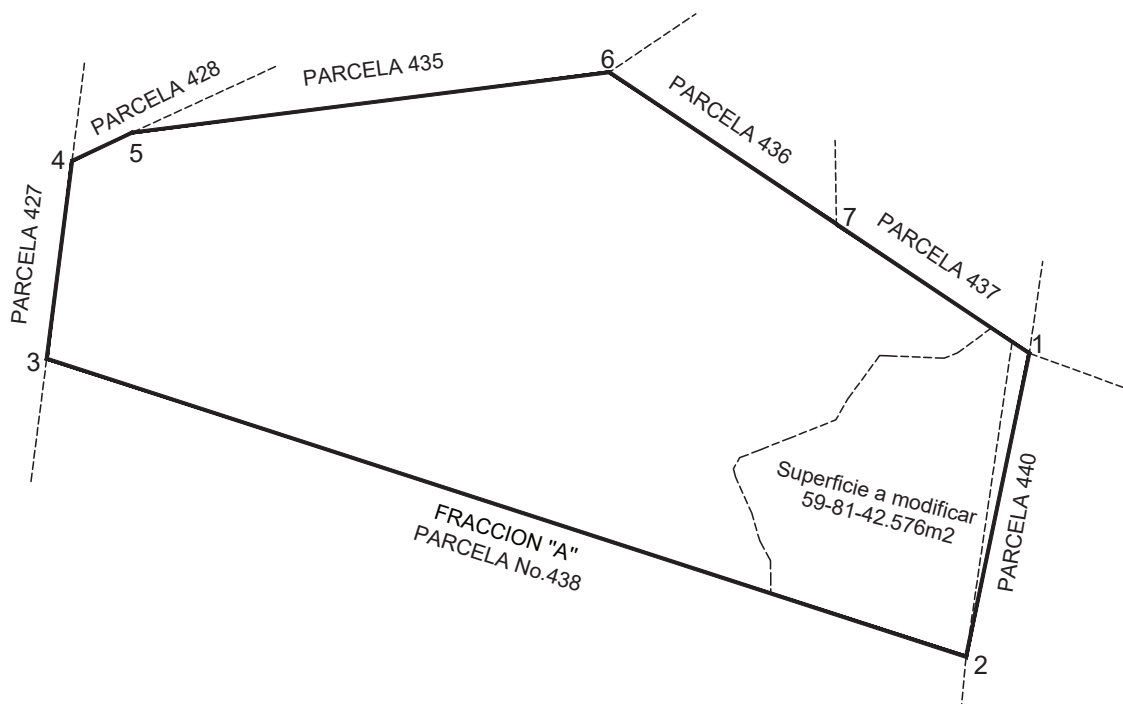 6
PARCELA 435
PARCELA 428
PARCELA 436
4
5
PARCELA 427
7
PARCELA 437
1
3
Superficie a modificar
59-81-42.576m2
PARCELA 440
FRACCION "A"
PARCELA No.438
2